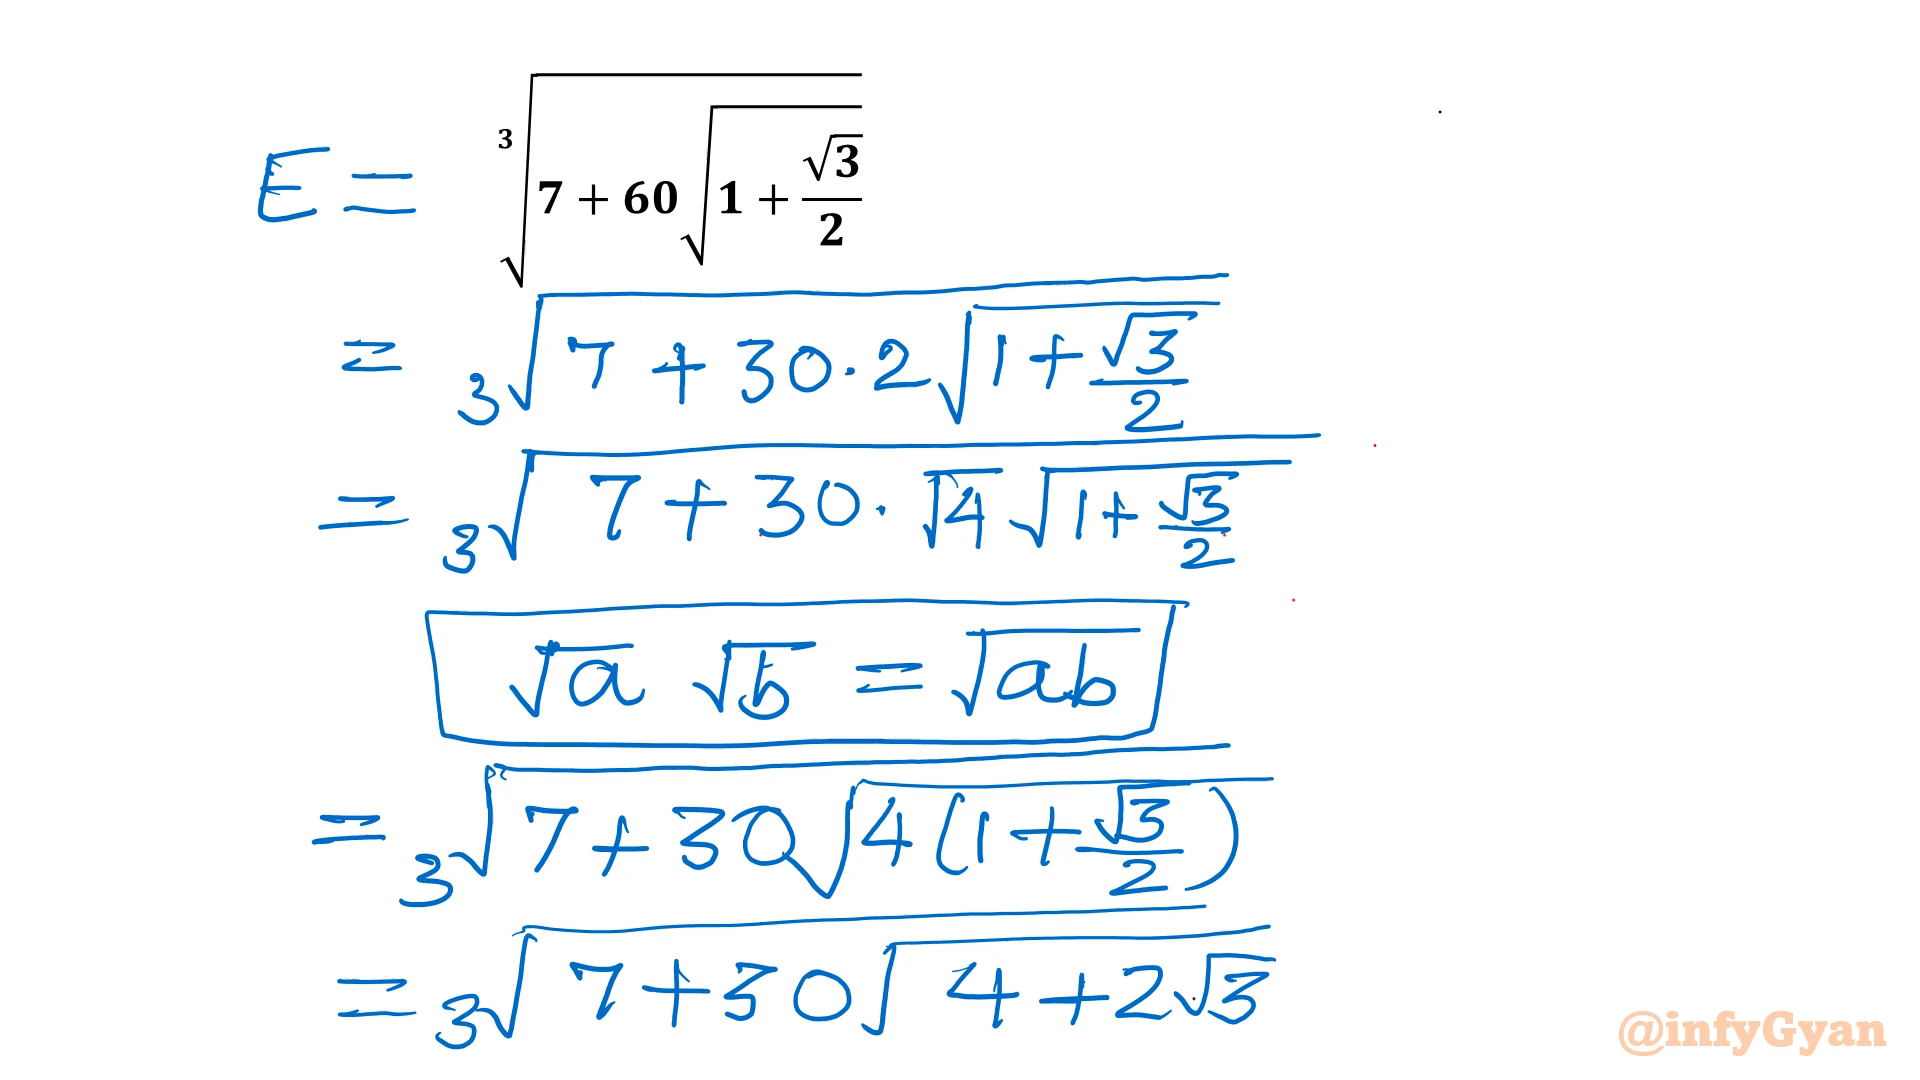 E = ∛(7 + 60√(1 + √3/2))
= ∛(7 + 30·2√(1 + √3/2))
= ∛(7 + 30·√4 √(1 + √3/2))
√a √b = √ab
= ∛(7 + 30√(4(1 + √3/2)))
= ∛(7 + 30√(4 + 2√3))
@infyGyan